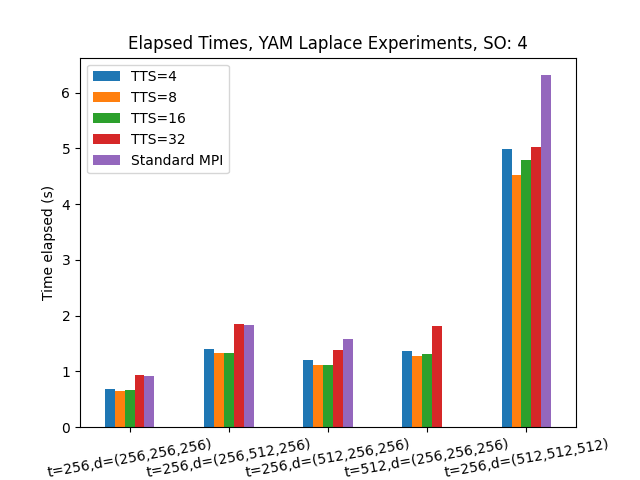 Elapsed Times, YAM Laplace Experiments, SO: 4
TTS=4
TTS=8
TTS=16
TTS=32
Standard MPI
Time elapsed (s)
6
5
4
3
2
1
0
t=256,d=(256,256,256)
t=256,d=(256,512,256)
t=256,d=(512,256,256)
t=512,d=(256,256,256)
t=256,d=(512,512,512)